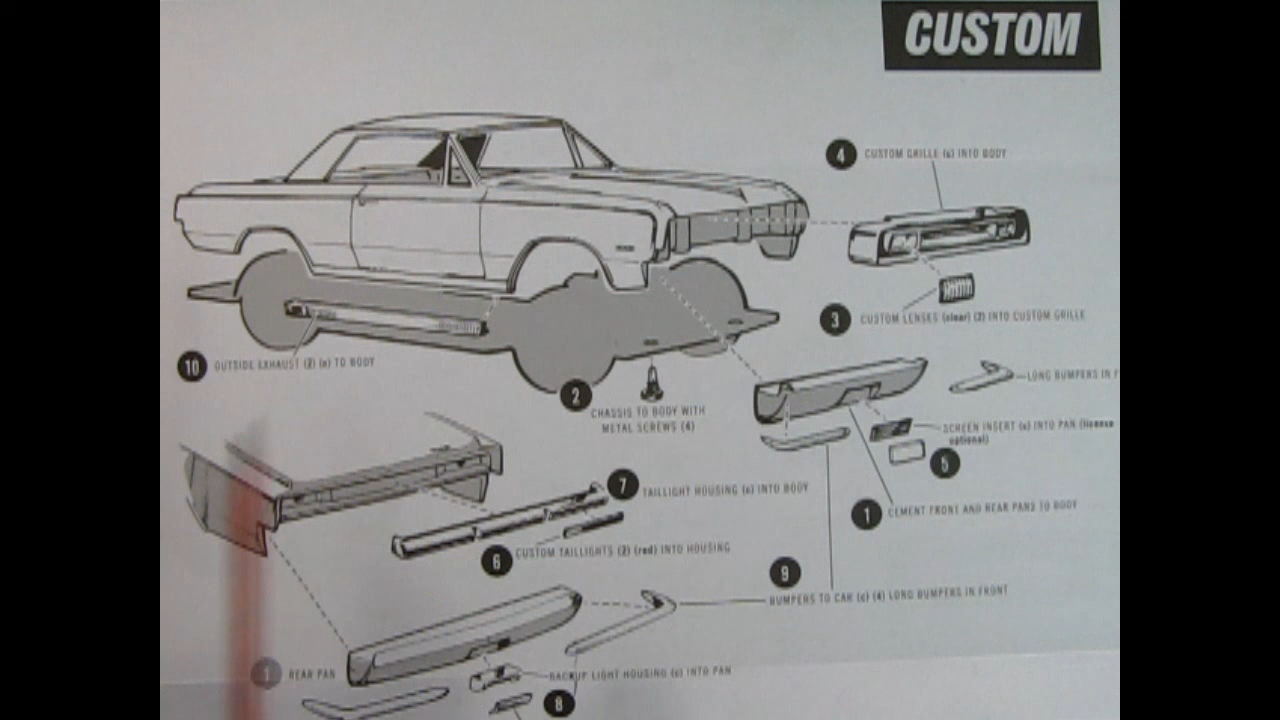 CUSTOM
4 CUSTOM GRILLE (c) INTO BODY
3 CUSTOM LENSES (clear) (2) INTO CUSTOM GRILLE
10 OUTSIDE EXHAUST (2) (c) TO BODY
2 CHASSIS TO BODY WITH
METAL SCREWS (4)
LONG BUMPERS IN F
SCREEN INSERT (c) INTO PAN (license
optional)
5
7 TAILLIGHT HOUSING (c) INTO BODY
1 CEMENT FRONT AND REAR PANS TO BODY
6 CUSTOM TAILLIGHTS (2) (red) INTO HOUSING
9
BUMPERS TO CAR (c) (4) LONG BUMPERS IN FRONT
1 REAR PAN
BACKUP LIGHT HOUSING (c) INTO PAN
8